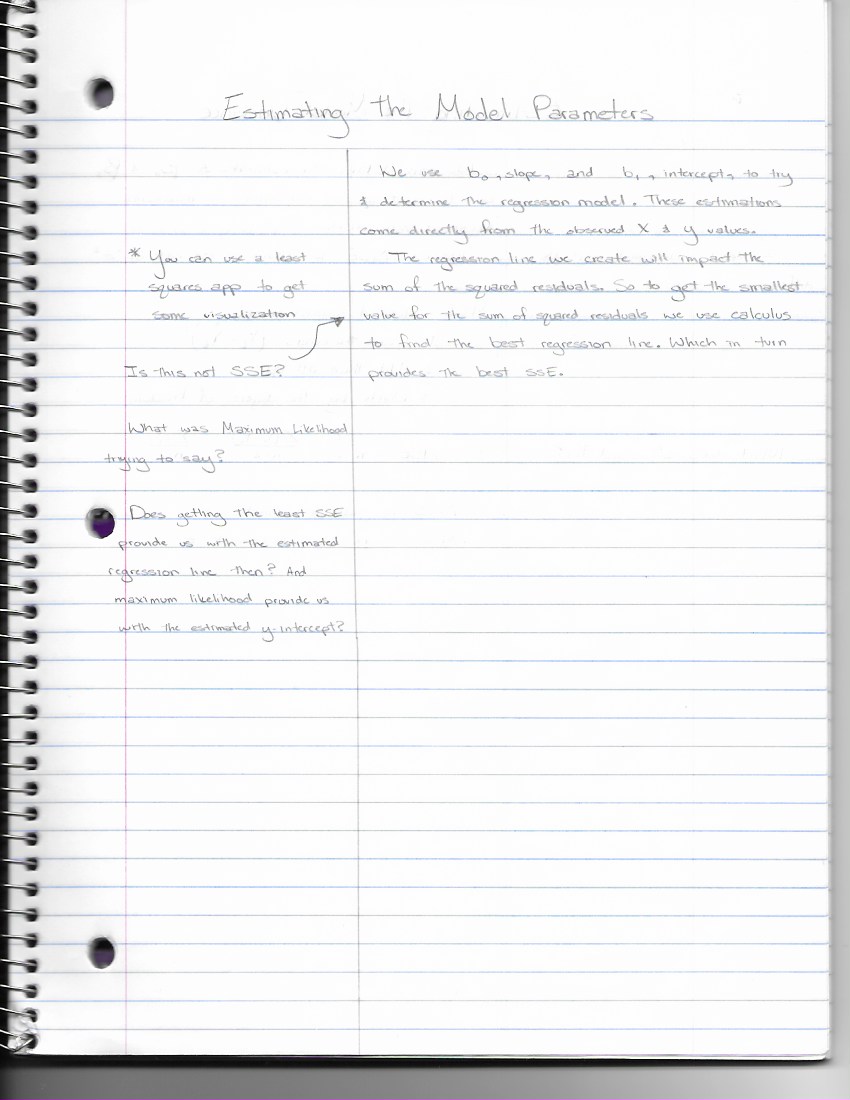 Estimating the Model Parameters
We use b₀, slope, and b₁, intercept, to try
& determine the regression model. These estimations
come directly from the observed X & y values.
The regression line we create will impact the
sum of the squared residuals. So to get the smallest
value for the sum of squared residuals we use calculus
to find the best regression line. Which in turn
provides the best SSE.
* You can use a least
squares app to get
some visualization
Is this not SSE?
What was Maximum Likelihood
trying to say?
Does getting the least SSE
provide us with the estimated
regression line then? And
maximum likelihood provide us
with the estimated y-intercept?